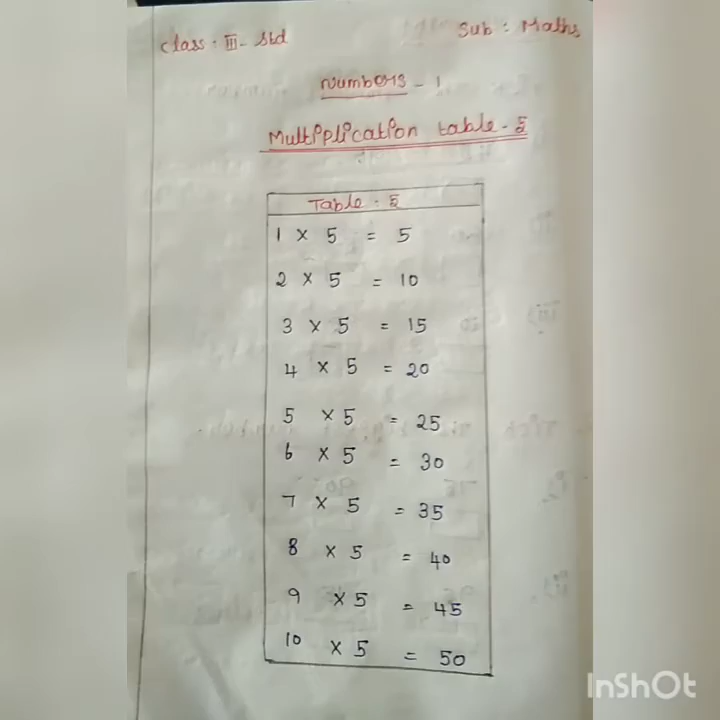 Class : III - Std
Sub : Maths
Numbers - 1
Multiplication table - 5
Table - 5
1 × 5 = 5
2 × 5 = 10
3 × 5 = 15
4 × 5 = 20
5 × 5 = 25
6 × 5 = 30
7 × 5 = 35
8 × 5 = 40
9 × 5 = 45
10 × 5 = 50
InShOt